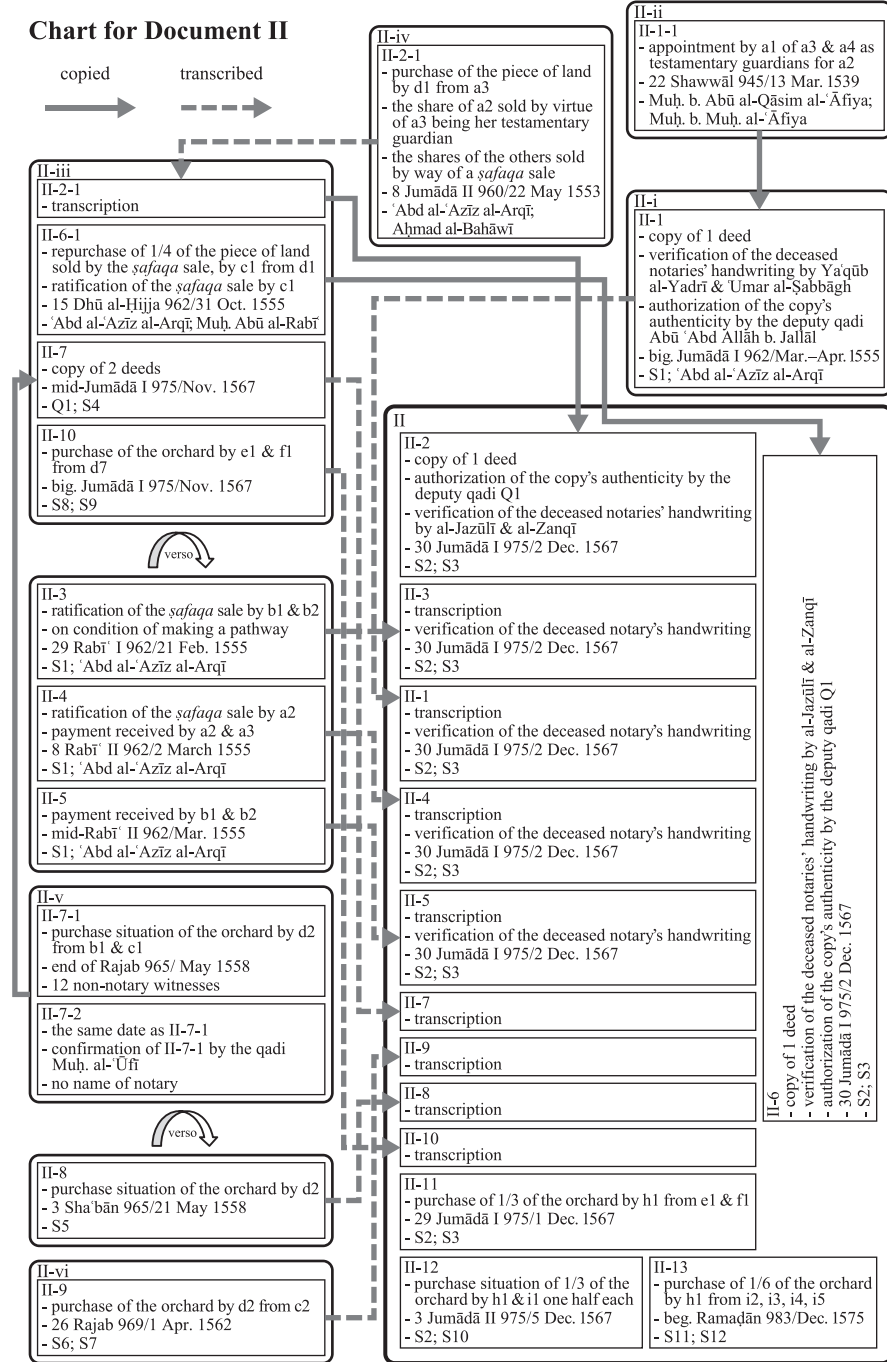 Chart for Document II
copied
transcribed
II-iv
II-2-1
- purchase of the piece of land
by d1 from a3
- the share of a2 sold by virtue
of a3 being her testamentary
guardian
- the shares of the others sold
by way of a ṣafaqa sale
- 8 Jumādā II 960/22 May 1553
- ʿAbd al-ʿAzīz al-Arqī;
Aḥmad al-Bahāwī
II-ii
II-1-1
- appointment by a1 of a3 & a4 as
testamentary guardians for a2
- 22 Shawwāl 945/13 Mar. 1539
- Muḥ. b. Abū al-Qāsim al-ʿĀfiya;
Muḥ. b. Muḥ. al-ʿĀfiya
II-iii
II-2-1
- transcription
II-6-1
- repurchase of 1/4 of the piece of land
sold by the ṣafaqa sale, by c1 from d1
- ratification of the ṣafaqa sale by c1
- 15 Dhū al-Ḥijja 962/31 Oct. 1555
- ʿAbd al-ʿAzīz al-Arqī; Muḥ. Abū al-Rabīʿ
II-7
- copy of 2 deeds
- mid-Jumādā I 975/Nov. 1567
- Q1; S4
II-10
- purchase of the orchard by e1 & f1
from d7
- big. Jumādā I 975/Nov. 1567
- S8; S9
verso
II-i
II-1
- copy of 1 deed
- verification of the deceased
notaries' handwriting by Yaʿqūb
al-Yadrī & ʿUmar al-Ṣabbāgh
- authorization of the copy's
authenticity by the deputy qadi
Abū ʿAbd Allāh b. Jallāl
- big. Jumādā I 962/Mar.–Apr. 1555
- S1; ʿAbd al-ʿAzīz al-Arqī
II-3
- ratification of the ṣafaqa sale by b1 & b2
- on condition of making a pathway
- 29 Rabīʿ I 962/21 Feb. 1555
- S1; ʿAbd al-ʿAzīz al-Arqī
II-4
- ratification of the ṣafaqa sale by a2
- payment received by a2 & a3
- 8 Rabīʿ II 962/2 March 1555
- S1; ʿAbd al-ʿAzīz al-Arqī
II-5
- payment received by b1 & b2
- mid-Rabīʿ II 962/Mar. 1555
- S1; ʿAbd al-ʿAzīz al-Arqī
II-v
II-7-1
- purchase situation of the orchard by d2
from b1 & c1
- end of Rajab 965/ May 1558
- 12 non-notary witnesses
II-7-2
- the same date as II-7-1
- confirmation of II-7-1 by the qadi
Muḥ. al-ʿŪfī
- no name of notary
verso
II-8
- purchase situation of the orchard by d2
- 3 Shaʿbān 965/21 May 1558
- S5
II-vi
II-9
- purchase of the orchard by d2 from c2
- 26 Rajab 969/1 Apr. 1562
- S6; S7
II
II-2
- copy of 1 deed
- authorization of the copy's authenticity by the
deputy qadi Q1
- verification of the deceased notaries' handwriting
by al-Jazūlī & al-Zanqī
- 30 Jumādā I 975/2 Dec. 1567
- S2; S3
II-3
- transcription
- verification of the deceased notary's handwriting
- 30 Jumādā I 975/2 Dec. 1567
- S2; S3
II-1
- transcription
- verification of the deceased notary's handwriting
- 30 Jumādā I 975/2 Dec. 1567
- S2; S3
II-4
- transcription
- verification of the deceased notary's handwriting
- 30 Jumādā I 975/2 Dec. 1567
- S2; S3
II-5
- transcription
- verification of the deceased notary's handwriting
- 30 Jumādā I 975/2 Dec. 1567
- S2; S3
II-7
- transcription
II-9
- transcription
II-8
- transcription
II-10
- transcription
II-11
- purchase of 1/3 of the orchard by h1 from e1 & f1
- 29 Jumādā I 975/1 Dec. 1567
- S2; S3
II-12
- purchase situation of 1/3 of the
orchard by h1 & i1 one half each
- 3 Jumādā II 975/5 Dec. 1567
- S2; S10
II-13
- purchase of 1/6 of the orchard
by h1 from i2, i3, i4, i5
- beg. Ramaḍān 983/Dec. 1575
- S11; S12
II-6
- copy of 1 deed
- verification of the deceased notaries' handwriting by al-Jazūlī & al-Zanqī
- authorization of the copy's authenticity by the deputy qadi Q1
- 30 Jumādā I 975/2 Dec. 1567
- S2; S3